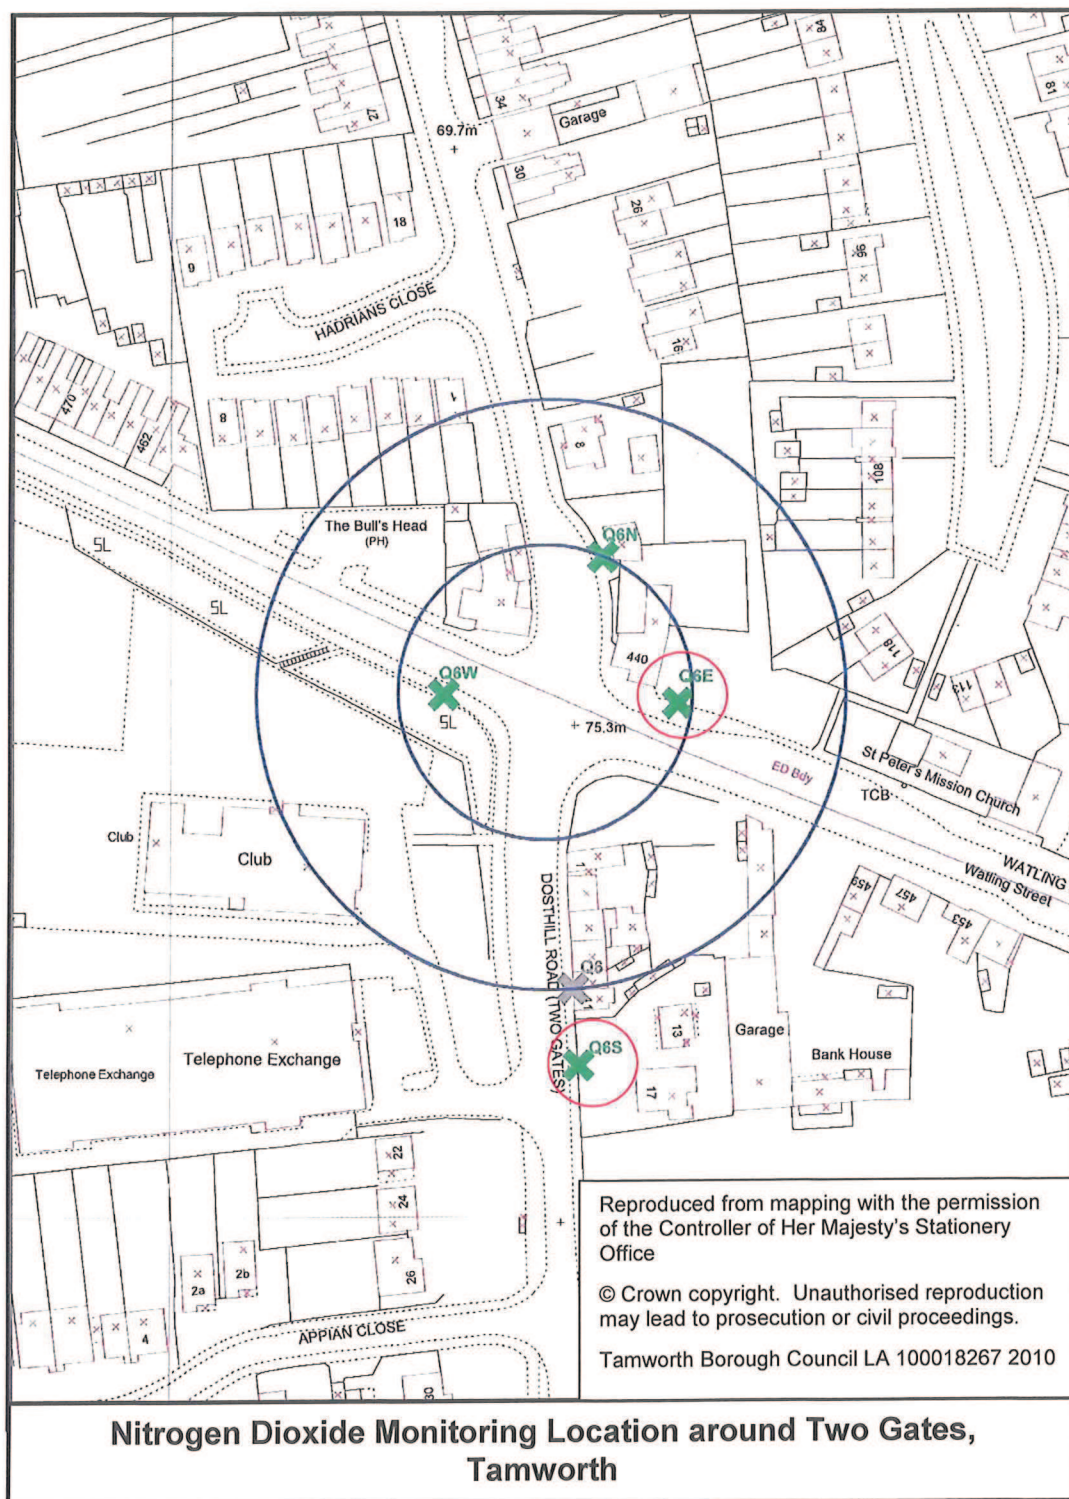 84
81
34
27
Garage
69.7m
30
26
18
9
96
HADRIANS CLOSE
16
470
462
8
1
8
108
The Bull's Head
(PH)
Q6N
SL
SL
440
118
Q6W
Q6E
SL
75.3m
ED Bdy
St Peter's Mission Church
TCB
Club
Club
1
WATLING
Watling Street
459
457
453
DOSTHILL ROAD (TWO GATES)
Q6
11
13
Garage
Bank House
Telephone Exchange
Telephone Exchange
Q6S
17
22
24
2a
2b
26
4
APPIAN CLOSE
30
Reproduced from mapping with the permission
of the Controller of Her Majesty's Stationery
Office
© Crown copyright. Unauthorised reproduction
may lead to prosecution or civil proceedings.
Tamworth Borough Council LA 100018267 2010
Nitrogen Dioxide Monitoring Location around Two Gates,
Tamworth